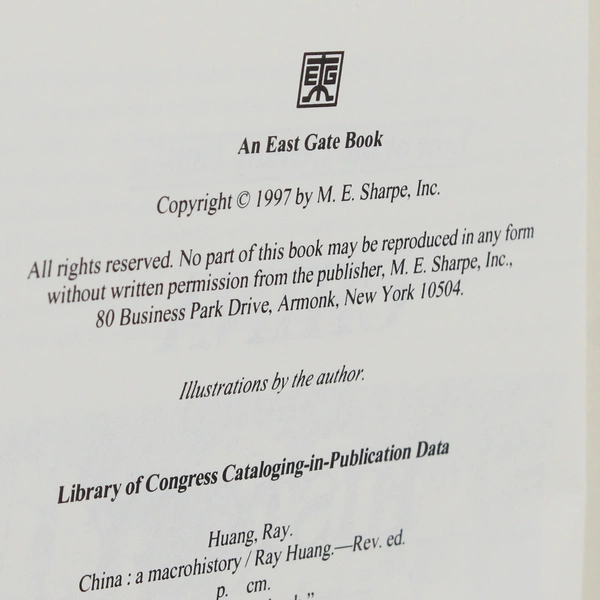 EG
An East Gate Book
Copyright © 1997 by M. E. Sharpe, Inc.
All rights reserved. No part of this book may be reproduced in any form
without written permission from the publisher, M. E. Sharpe, Inc.,
80 Business Park Drive, Armonk, New York 10504.
Illustrations by the author.
Library of Congress Cataloging-in-Publication Data
Huang, Ray.
China : a macrohistory / Ray Huang.—Rev. ed.
p. cm.